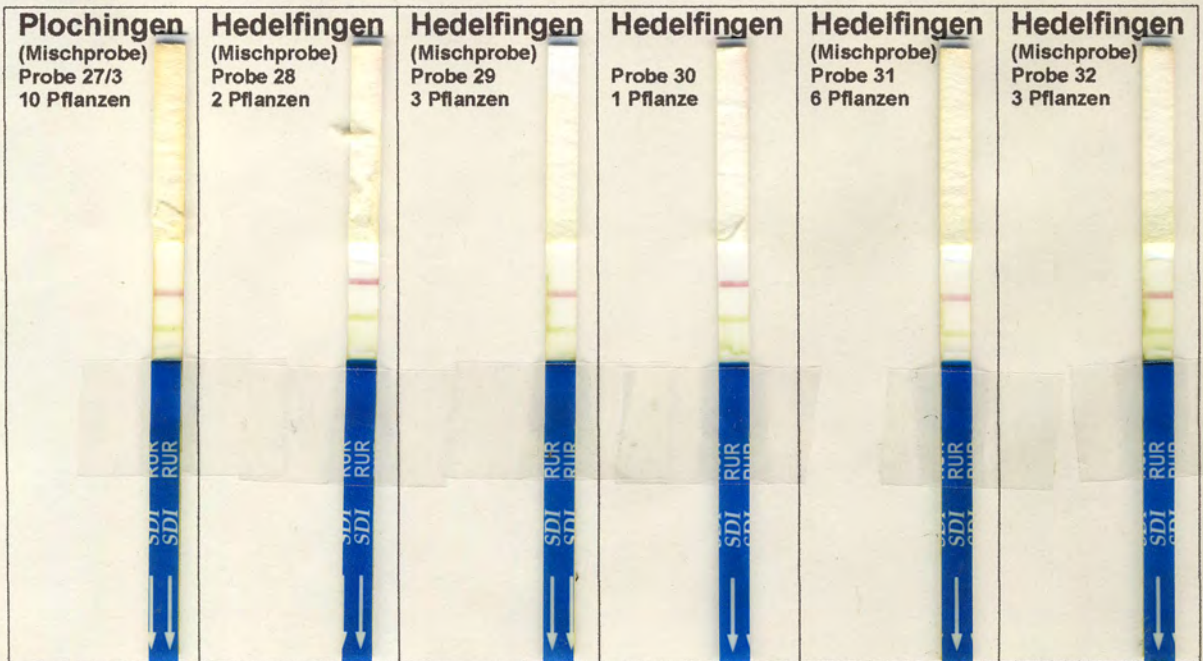 Plochingen
(Mischprobe)
Probe 27/3
10 Pflanzen
Hedelfingen
(Mischprobe)
Probe 28
2 Pflanzen
Hedelfingen
(Mischprobe)
Probe 29
3 Pflanzen
Hedelfingen
Probe 30
1 Pflanze
Hedelfingen
(Mischprobe)
Probe 31
6 Pflanzen
Hedelfingen
(Mischprobe)
Probe 32
3 Pflanzen
RUR
RUR
SDI
SDI
RUR
SDI
SDI
RUR
RUR
SDI
SDI
RUR
SDI
RUR
SDI
RUR
SDI